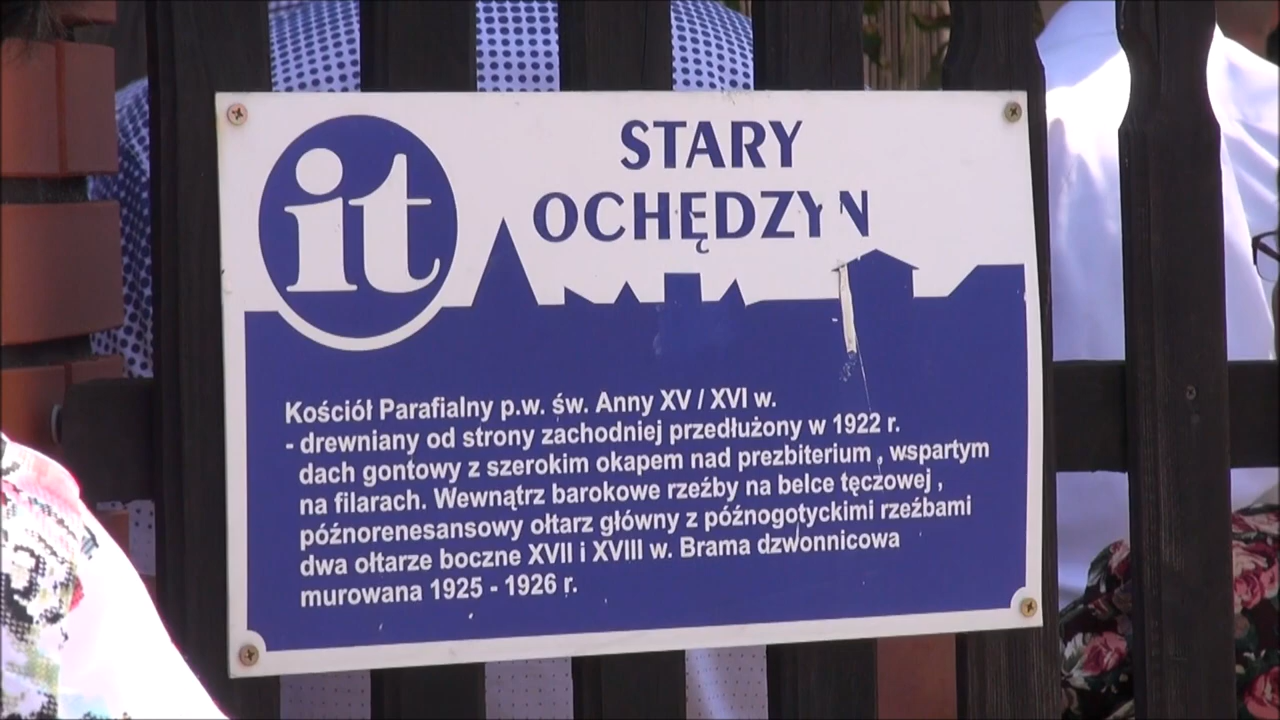 it
STARY
OCHĘDZYN
Kościół Parafialny p.w. św. Anny XV / XVI w.
- drewniany od strony zachodniej przedłużony w 1922 r.
dach gontowy z szerokim okapem nad prezbiterium , wspartym
na filarach. Wewnątrz barokowe rzeźby na belce tęczowej ,
późnorenesansowy ołtarz główny z późnogotyckimi rzeźbami
dwa ołtarze boczne XVII i XVIII w. Brama dzwonnicowa
murowana 1925 - 1926 r.